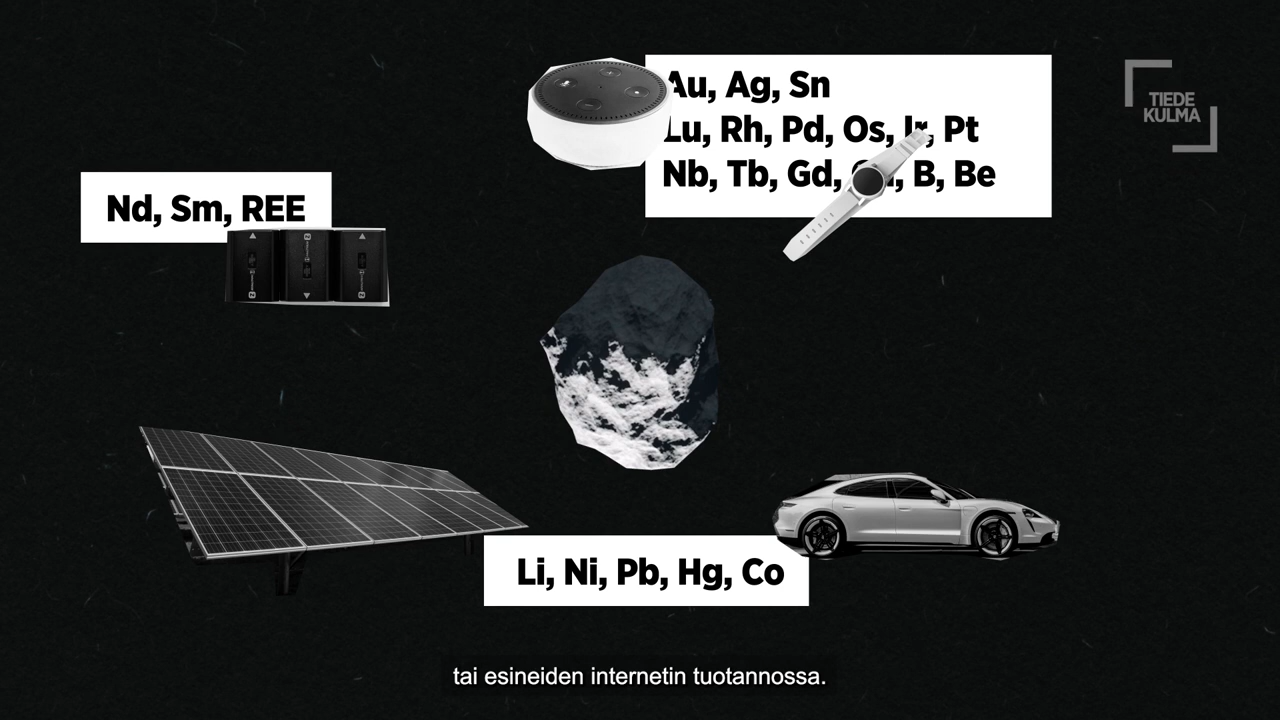 Au, Ag, Sn
Lu, Rh, Pd, Os, Ir, Pt
Nb, Tb, Gd, B, Be
TIEDE
KULMA
Nd, Sm, REE
Li, Ni, Pb, Hg, Co
tai esineiden internetin tuotannossa.